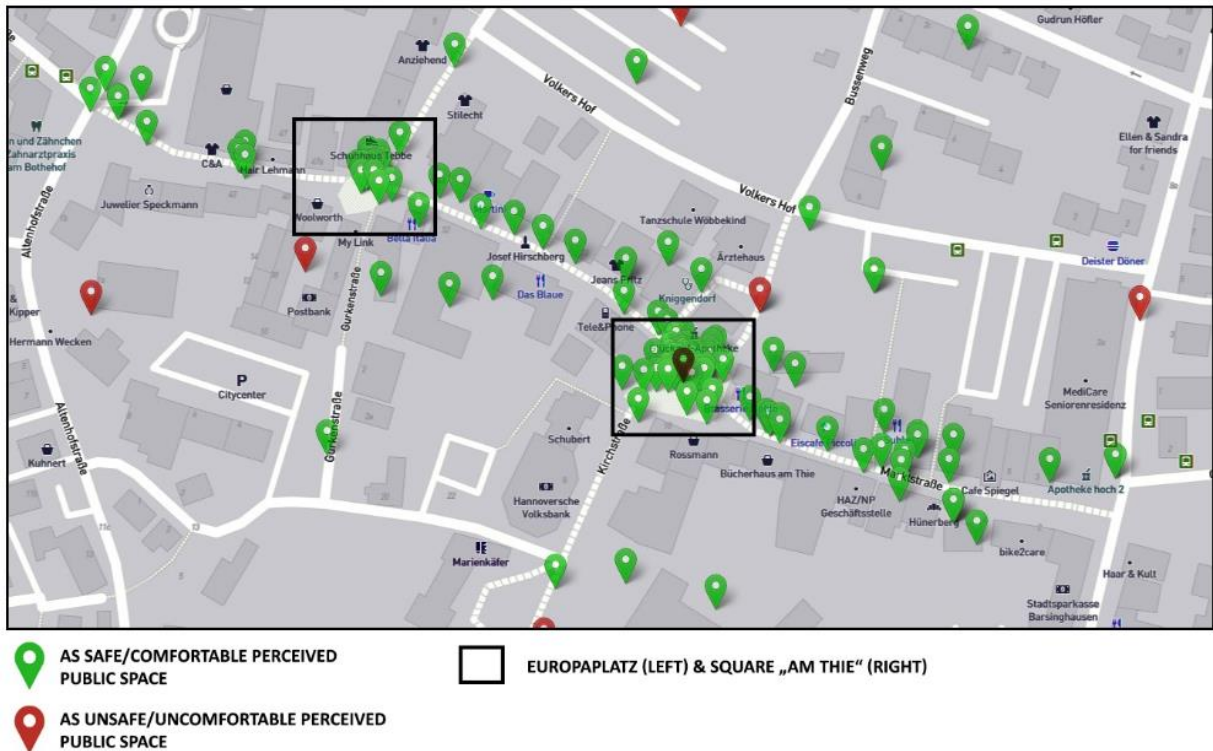 Gudrun Höfler
Anziehend
Stilecht
Volkers Hof
Bussenweg
Ellen & Sandra
for friends
n und Zähnchen
Zahnarztpraxis
am Bothehof
C&A
Hair Lehmann
Schuhhaus Tebbe
Juwelier Speckmann
Woolworth
My Link
Bella Italia
Josef Hirschberg
Tanzschule Wöbbekind
Volkers Hof
Ärztehaus
Deister Döner
Altenhofstraße
Das Blaue
Jeans Fritz
Kniggendorf
Postbank
Gurkenstraße
Tele&Phone
&
Kipper
Hermann Wecken
P
Citycenter
MediCare
Seniorenresidenz
Altenhofstraße
Kuhnert
Gurkenstraße
Schubert
Kirchstraße
Rossmann
Bücherhaus am Thie
Marktstraße
Cafe Spiegel
Apotheke hoch 2
Hannoversche
Volksbank
HAZ/NP
Geschäftsstelle
Hünerberg
bike2care
Marienkäfer
Haar & Kult
Stadtsparkasse
Barsinghausen
AS SAFE/COMFORTABLE PERCEIVED
PUBLIC SPACE
EUROPAPLATZ (LEFT) & SQUARE „AM THIE“ (RIGHT)
AS UNSAFE/UNCOMFORTABLE PERCEIVED
PUBLIC SPACE